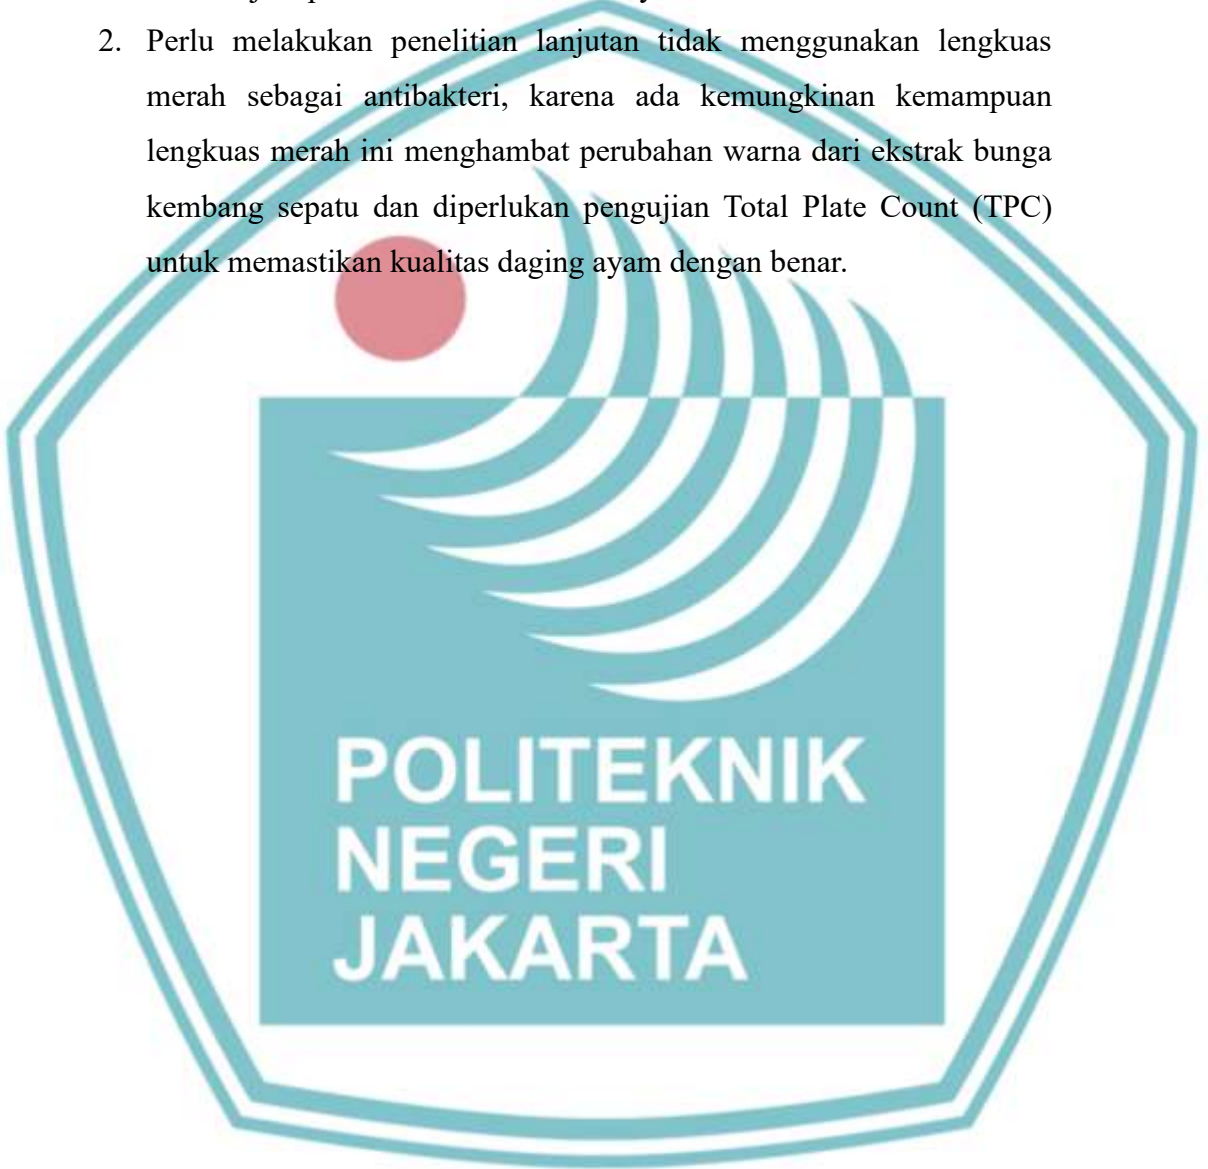 2. Perlu melakukan penelitian lanjutan tidak menggunakan lengkuas
merah sebagai antibakteri, karena ada kemungkinan kemampuan
lengkuas merah ini menghambat perubahan warna dari ekstrak bunga
kembang sepatu dan diperlukan pengujian Total Plate Count (TPC)
untuk memastikan kualitas daging ayam dengan benar.
POLITEKNIK
NEGERI
JAKARTA